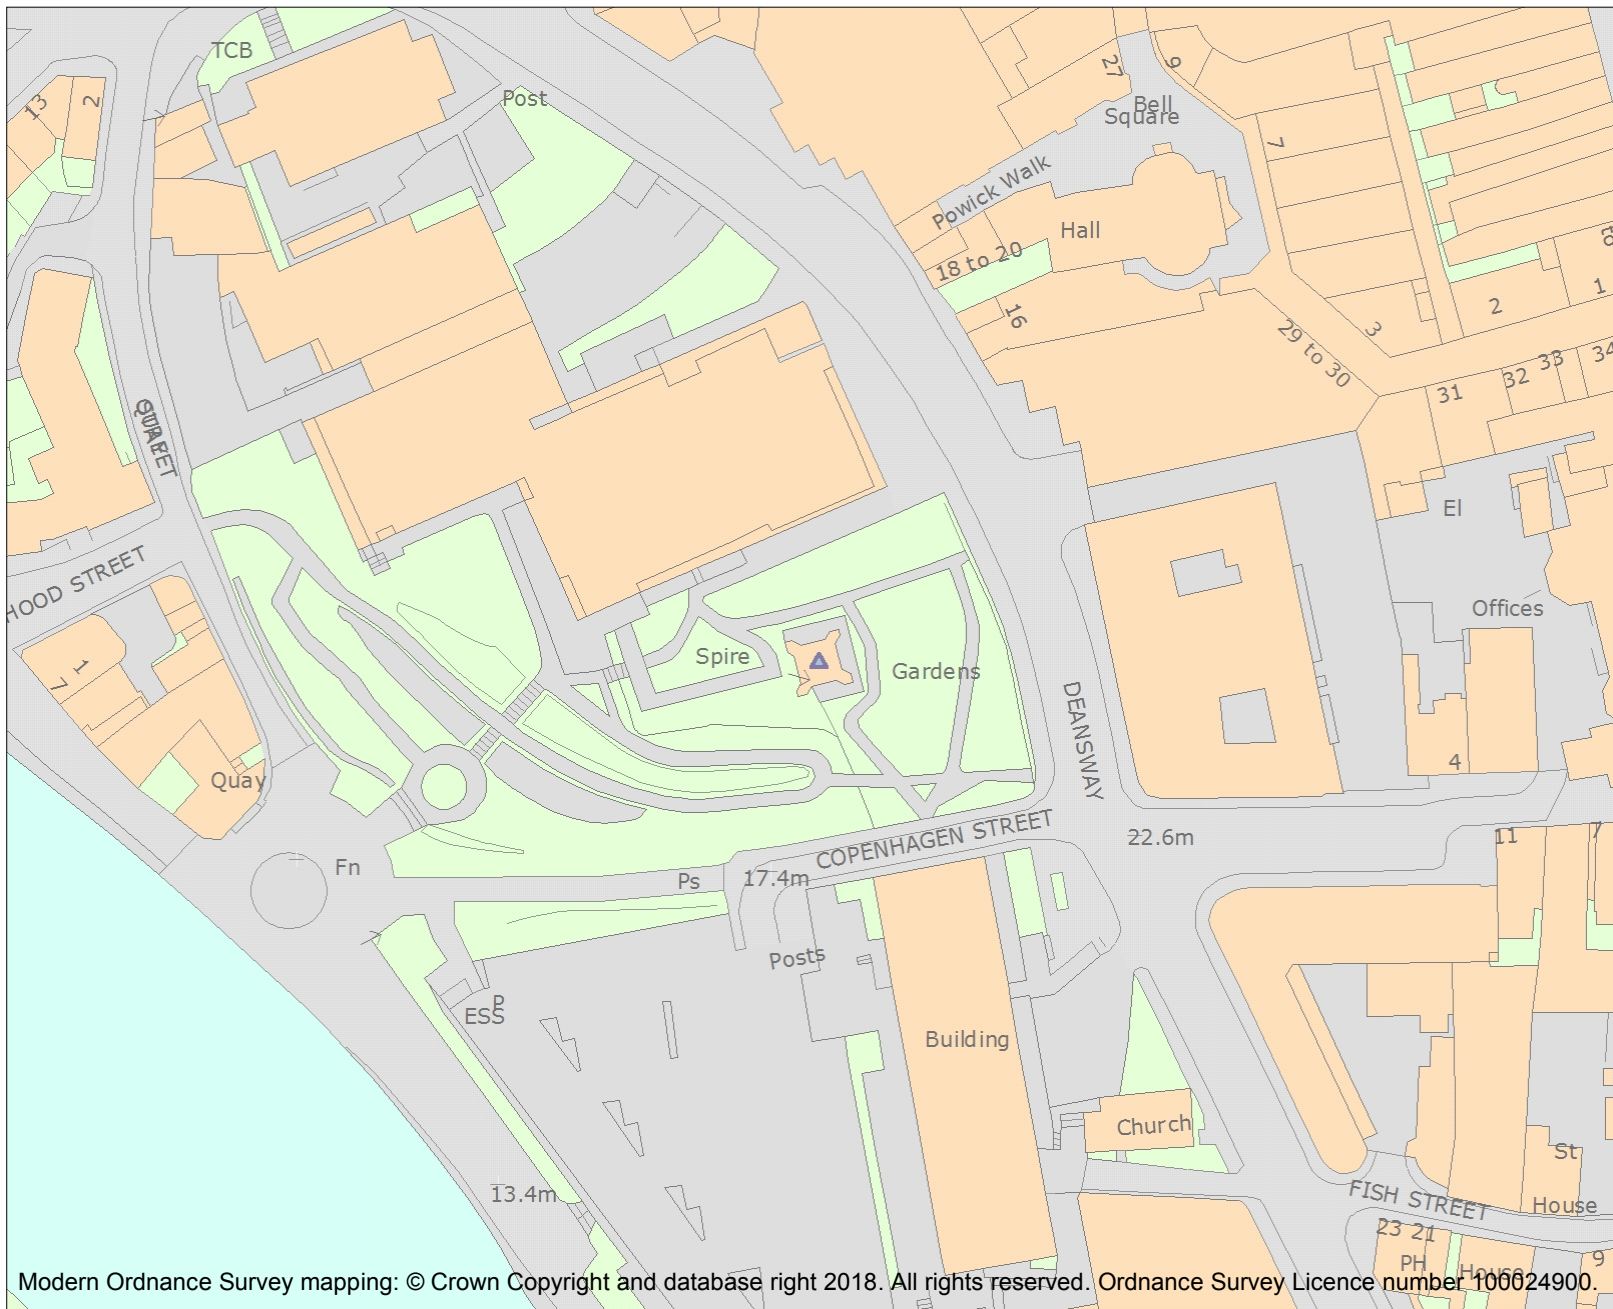 TCB
Post
27
9
Bell
Square
13
2
7
Powick Walk
Hall
18 to 20
16
to
1
2
3
29 to 30
34
33
32
31
QUAY
STREET
El
HOOD STREET
Offices
1
7
Spire
Gardens
DEANSWAY
Quay
4
COPENHAGEN STREET
22.6m
11
7
Fn
Ps
17.4m
Posts
P
ESS
Building
Church
St
13.4m
FISH STREET
House
23 21
PH
House
9
Modern Ordnance Survey mapping: © Crown Copyright and database right 2018. All rights reserved. Ordnance Survey Licence number 100024900.